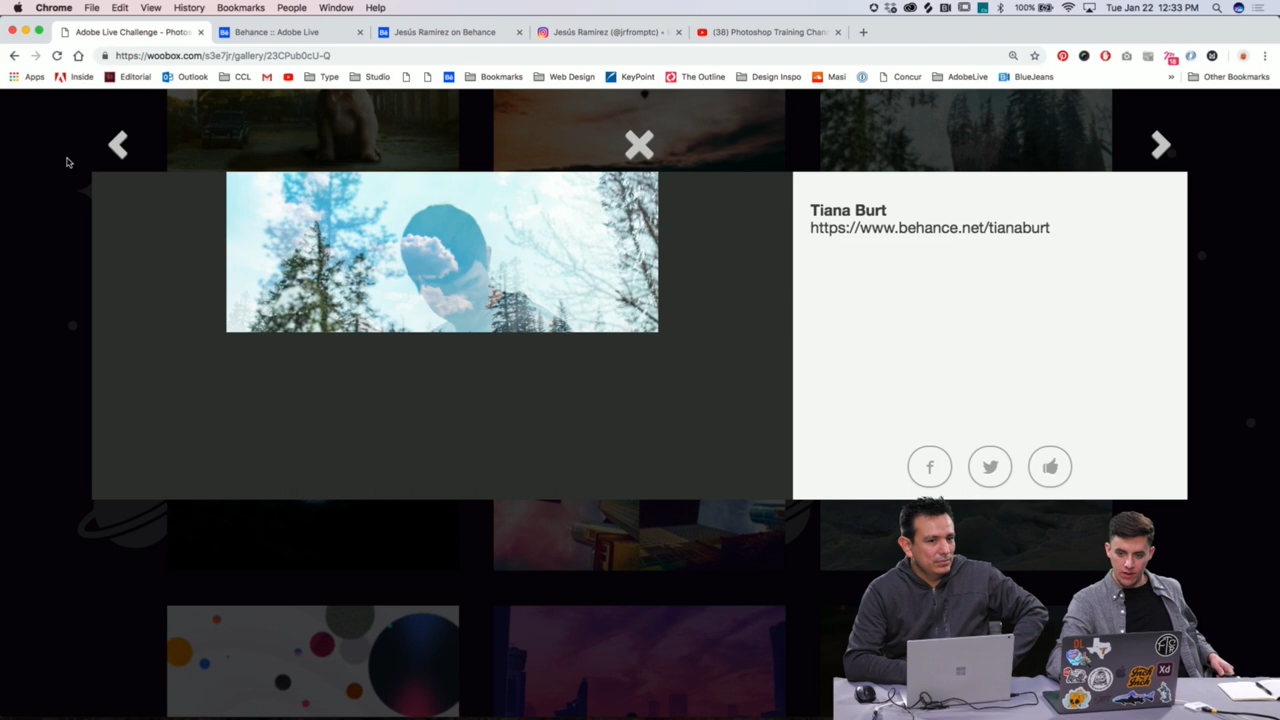 Chrome File Edit View History Bookmarks People Window Help 100% Tue Jan 22 12:33 PM
Adobe Live Challenge - Photos Behance :: Adobe Live Jesús Ramirez on Behance Jesús Ramirez (@jrfromptc) • (38) Photoshop Training Chan
https://woobox.com/s3e7jr/gallery/23CPub0cU-Q
Apps Inside Editorial Outlook CCL Type Studio Bookmarks Web Design KeyPoint The Outline Design Inspo Masi Concur AdobeLive BlueJeans » Other Bookmarks
Tiana Burt
https://www.behance.net/tianaburt
Xd